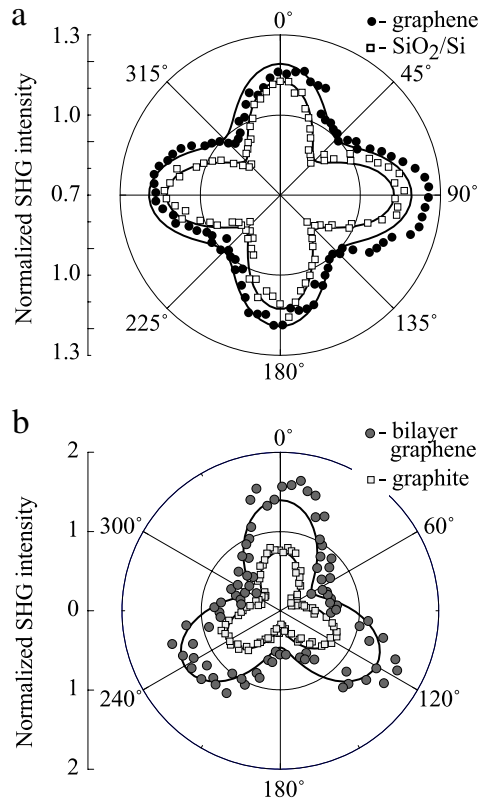 a
0°
● - graphene
□ - SiO2/Si
1.3
315°
45°
1.0
Normalized SHG intensity
0.7
90°
1.0
225°
135°
1.3
180°
b
0°
● - bilayer
graphene
□ - graphite
2
300°
60°
1
Normalized SHG intensity
0
1
240°
120°
2
180°